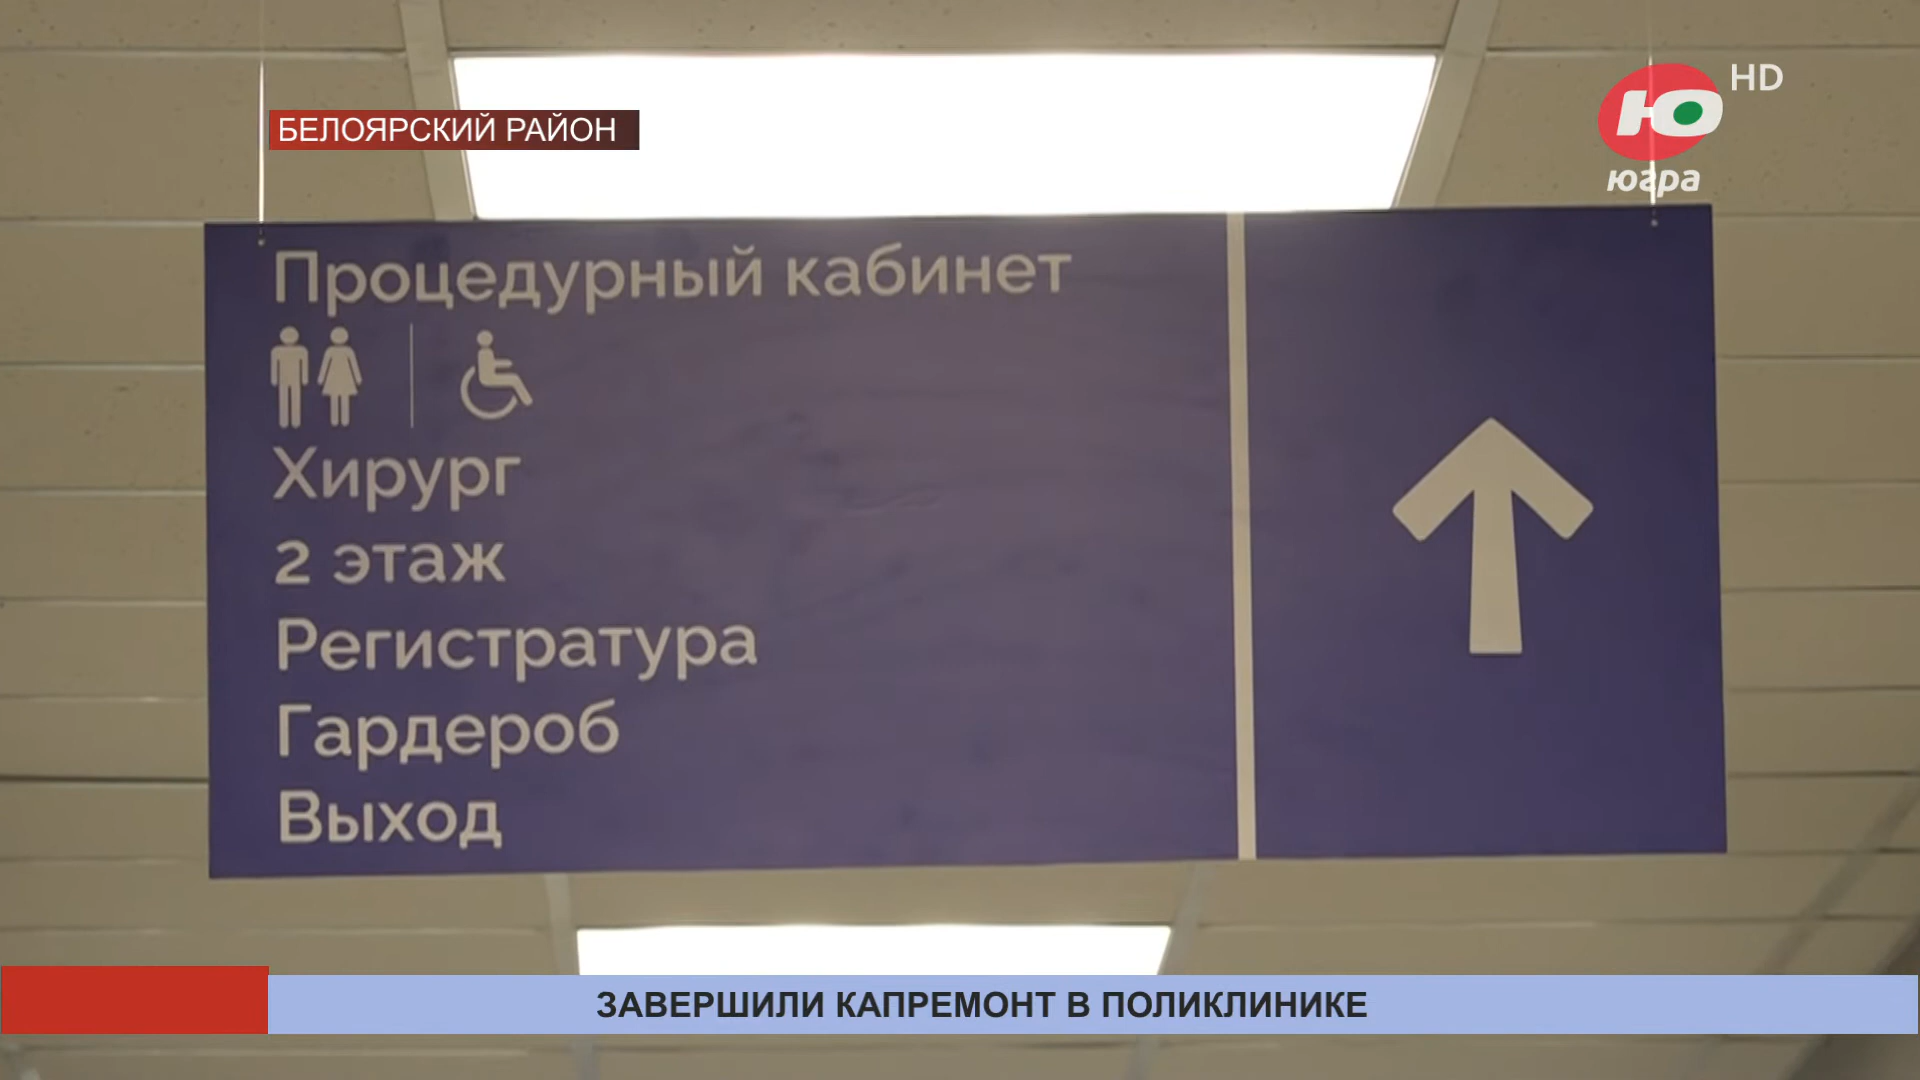 БЕЛОЯРСКИЙ РАЙОН
HD
Ю
югра
Процедурный кабинет
Хирург
2 этаж
Регистратура
Гардероб
Выход
ЗАВЕРШИЛИ КАПРЕМОНТ В ПОЛИКЛИНИКЕ